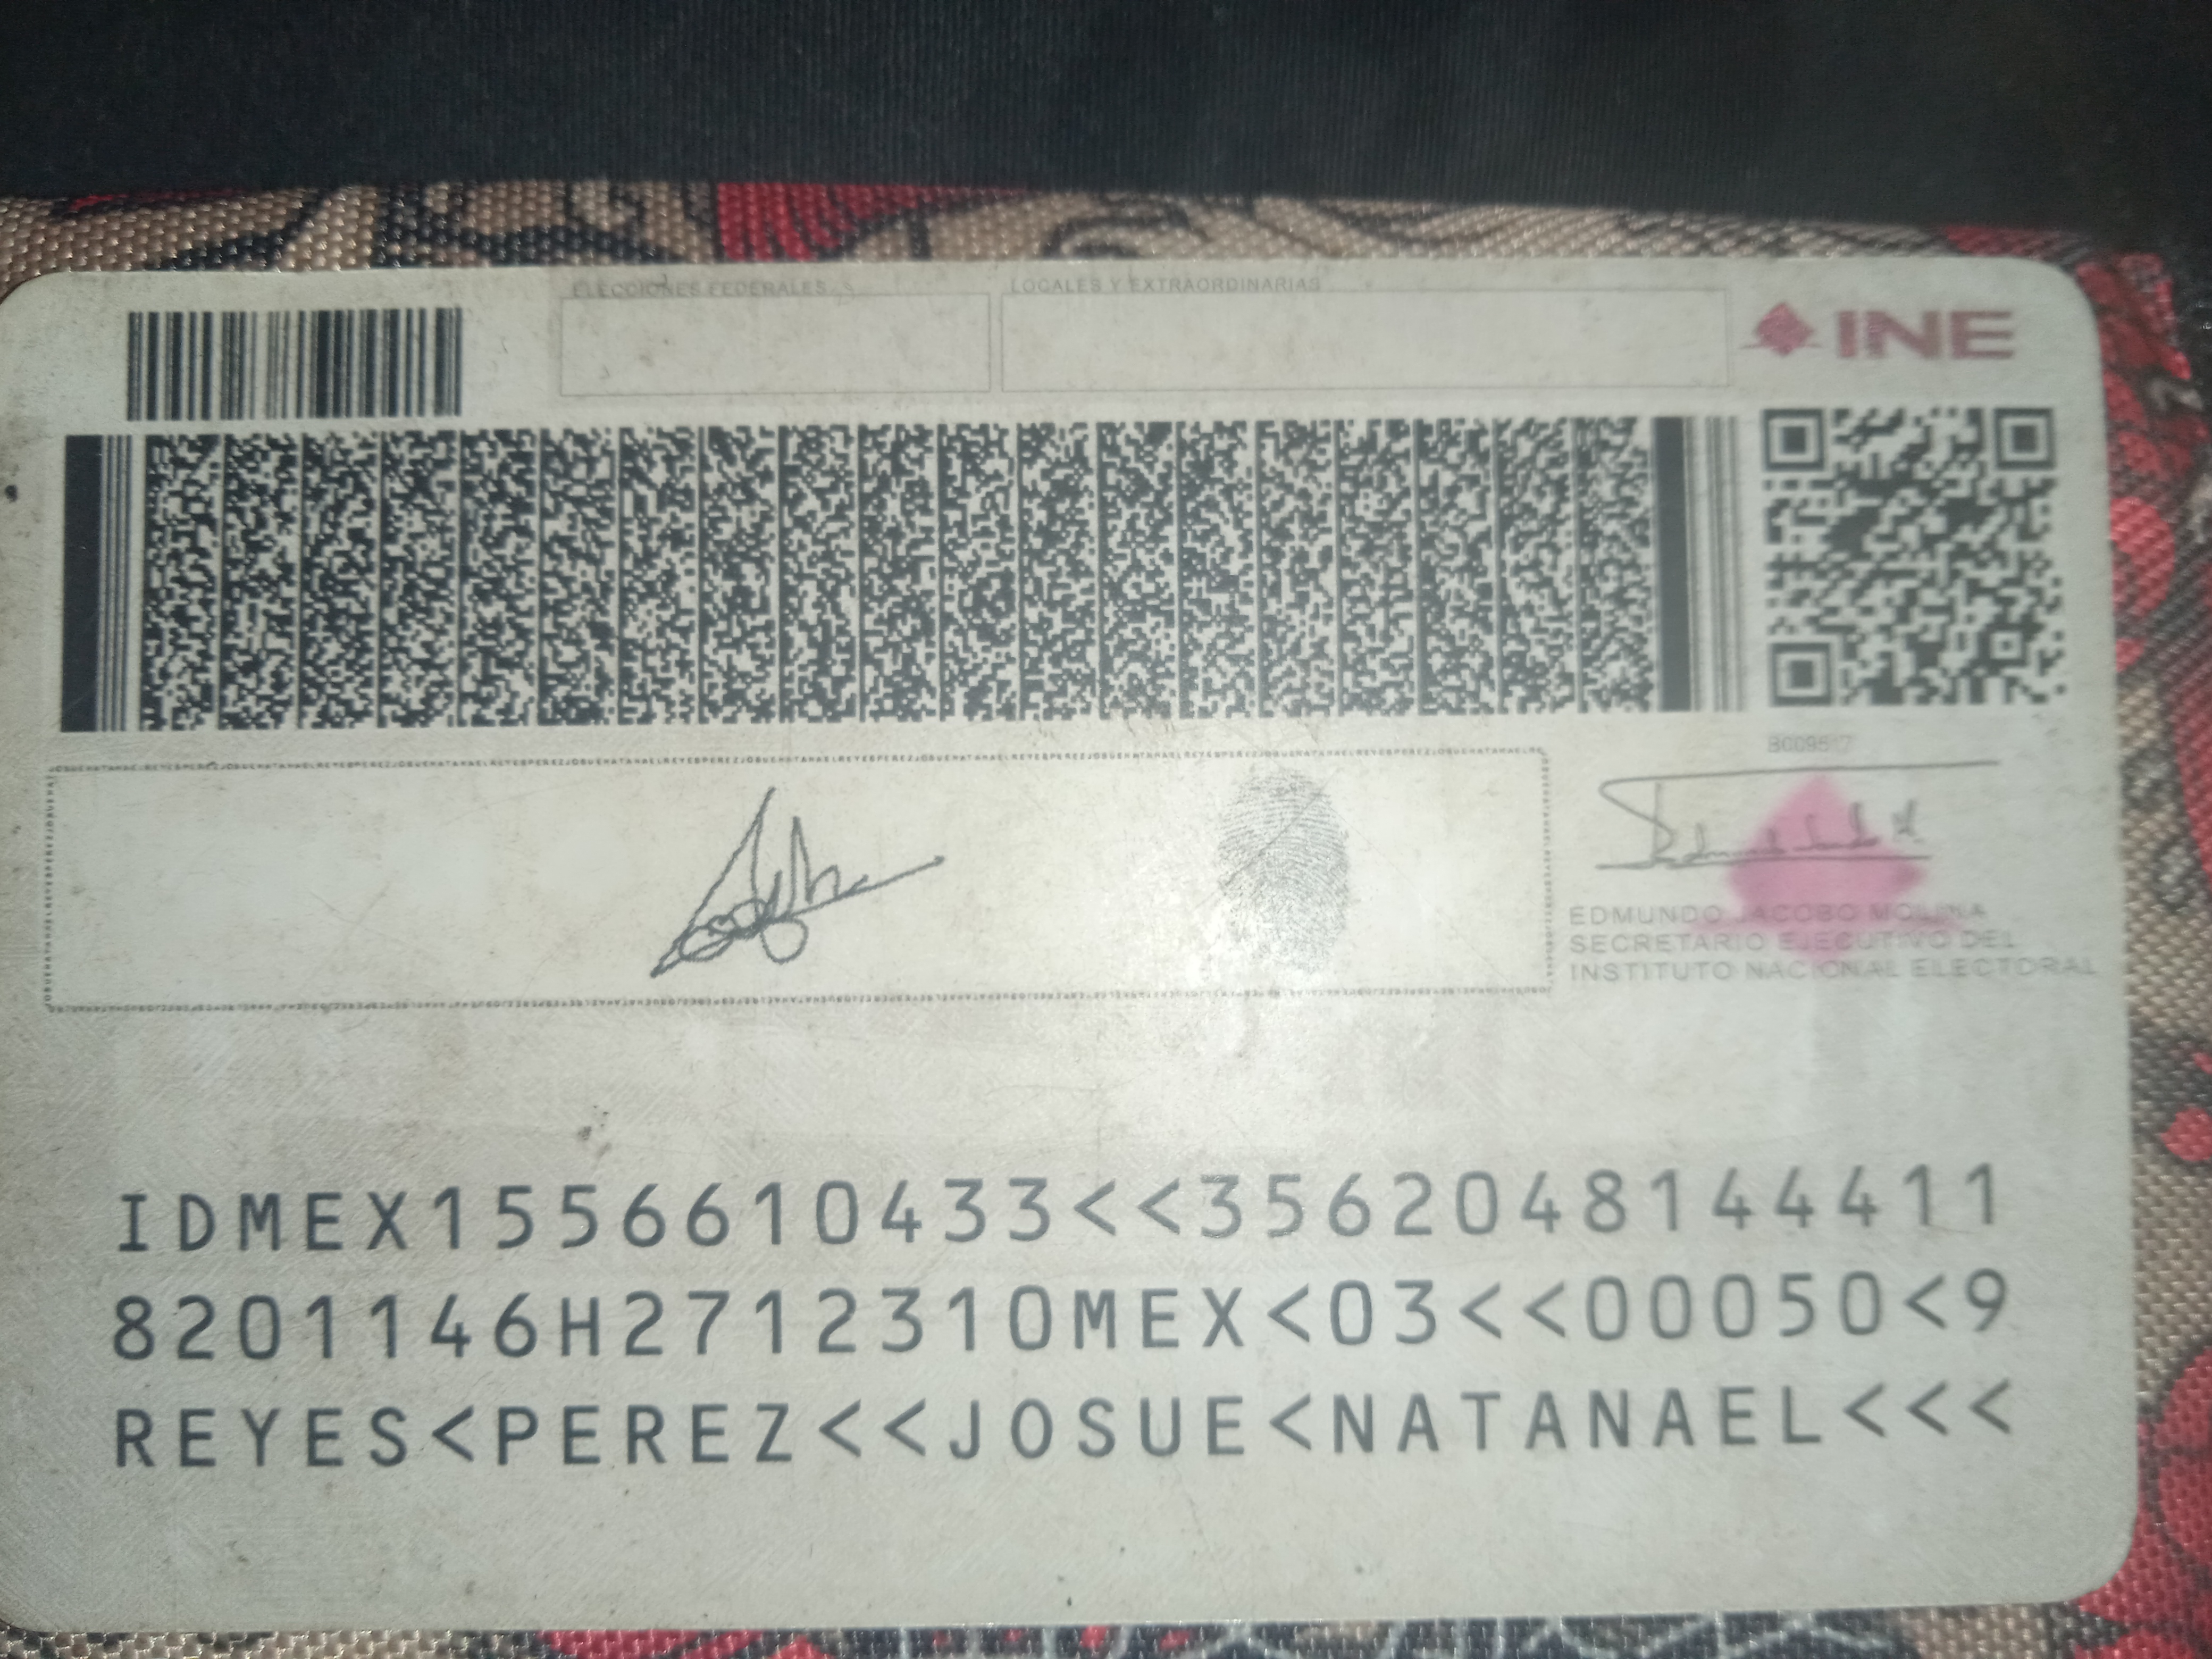 ELECCIONES FEDERALES
LOCALES Y EXTRAORDINARIAS
INE
EDMUNDO JACOBO MOLINA
SECRETARIO EJECUTIVO DEL
INSTITUTO NACIONAL ELECTORAL
IDMEX1556610433<<3562048144411
8201146H2712310MEX<03<<00050<9
REYES<PEREZ<<JOSUE<NATANAEL<<<